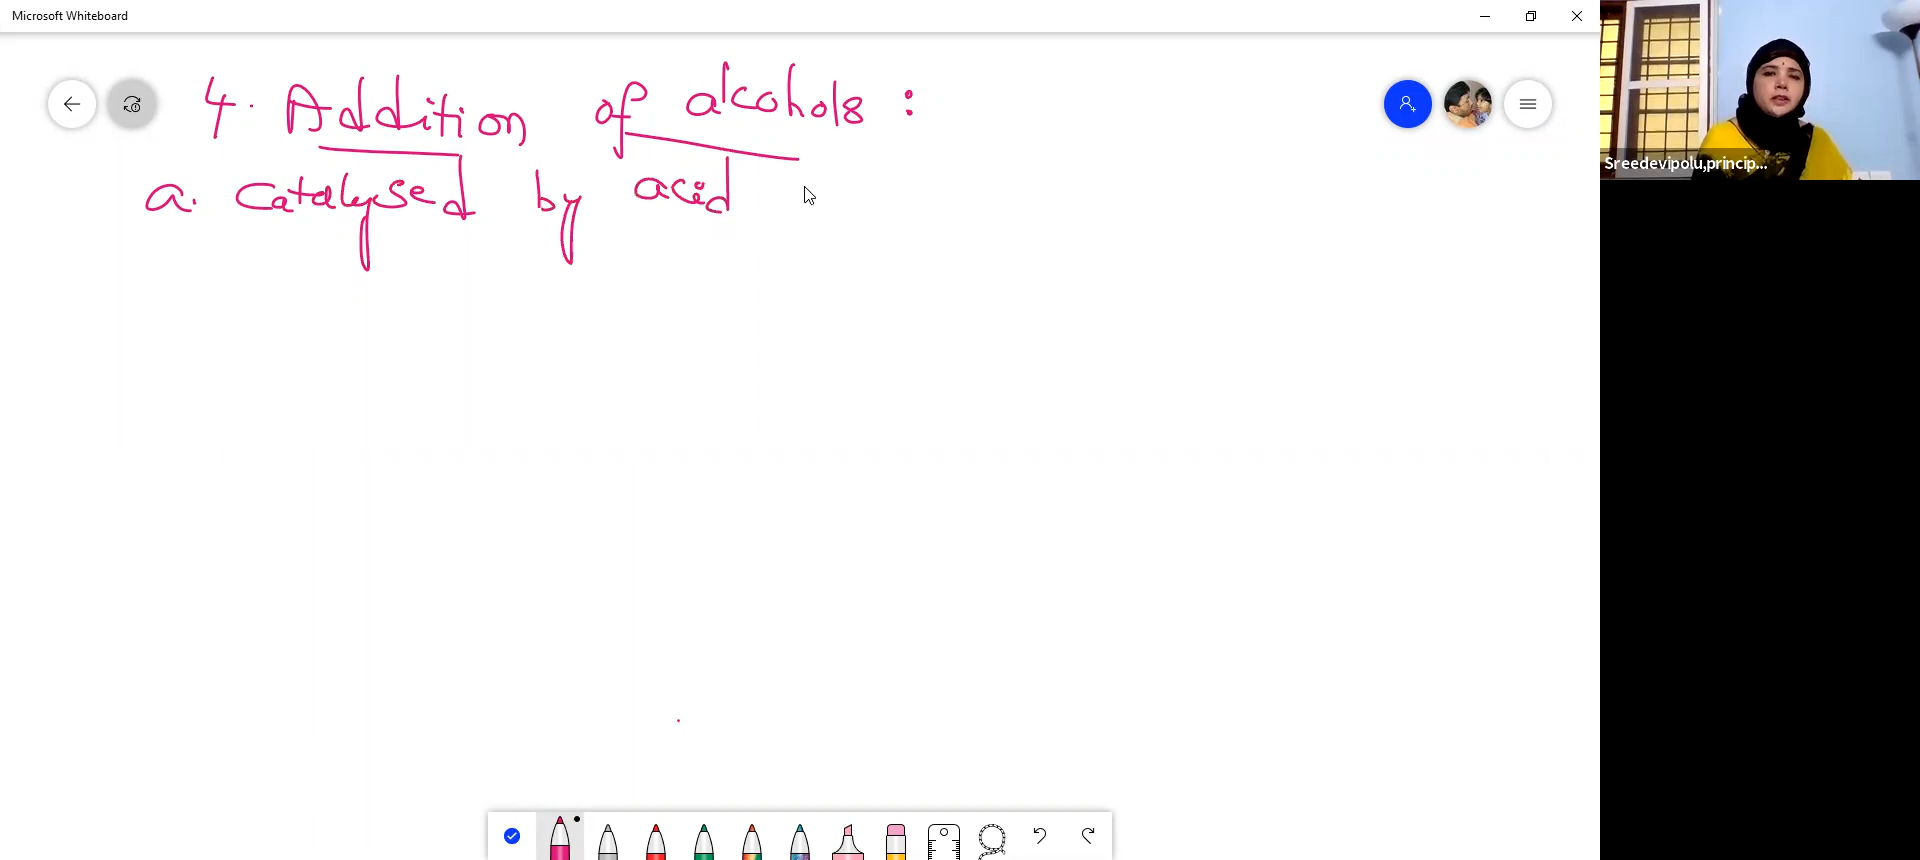 Microsoft Whiteboard
4. Addition of alcohols :
a. Catalysed by acid
Sreedevipolu,princip...